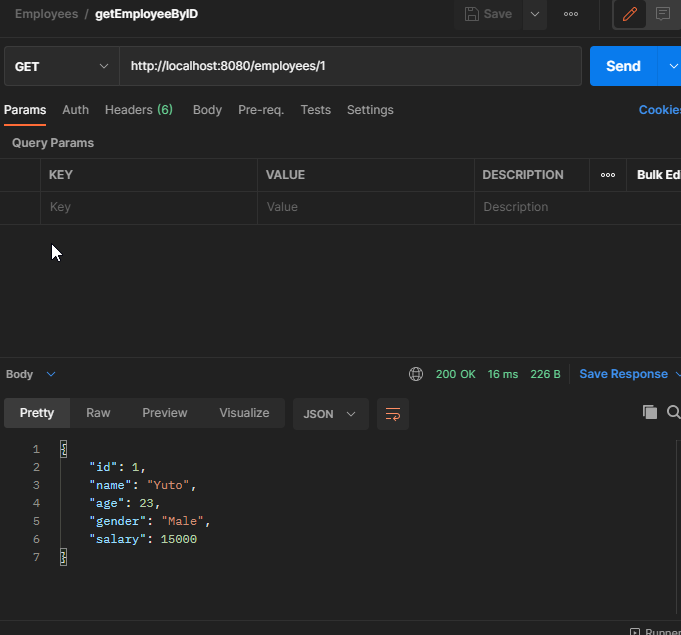 Employees / getEmployeeByID
Save
GET http://localhost:8080/employees/1 Send
Params Auth Headers (6) Body Pre-req. Tests Settings Cookies
Query Params
KEY VALUE DESCRIPTION Bulk Ed
Key Value Description
Body 200 OK 16 ms 226 B Save Response
Pretty Raw Preview Visualize JSON
1 {
2 "id": 1,
3 "name": "Yuto",
4 "age": 23,
5 "gender": "Male",
6 "salary": 15000
7 }
Runner